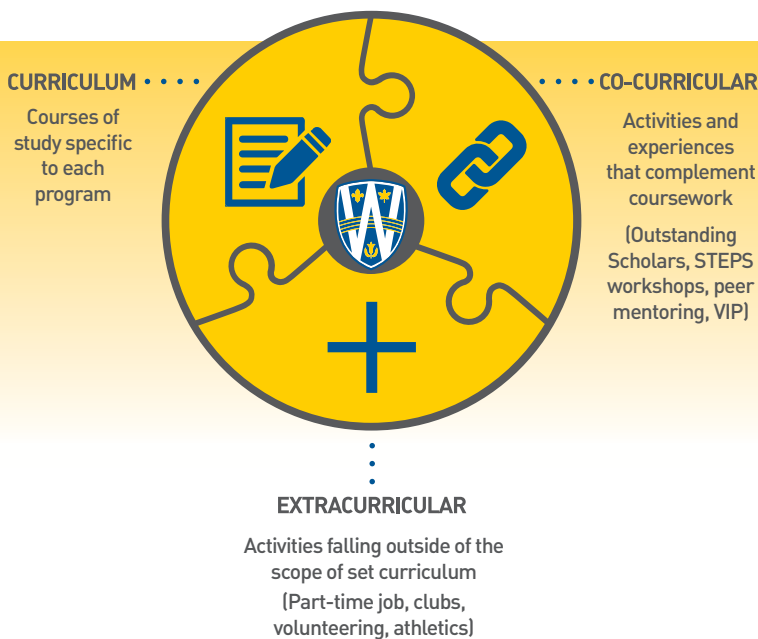 CURRICULUM
Courses of
study specific
to each
program
CO-CURRICULAR
Activities and
experiences
that complement
coursework
(Outstanding
Scholars, STEPS
workshops, peer
mentoring, VIP)
W
EXTRACURRICULAR
Activities falling outside of the
scope of set curriculum
(Part-time job, clubs,
volunteering, athletics)